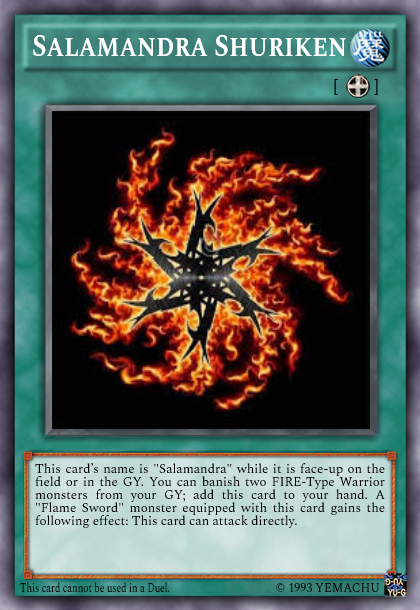 SALAMANDRA SHURIKEN
魔
[ ]
This card's name is "Salamandra" while it is face-up on the
field or in the GY. You can banish two FIRE-Type Warrior
monsters from your GY; add this card to your hand. A
"Flame Sword" monster equipped with this card gains the
following effect: This card can attack directly.
This card cannot be used in a Duel.
© 1993 YEMACHU